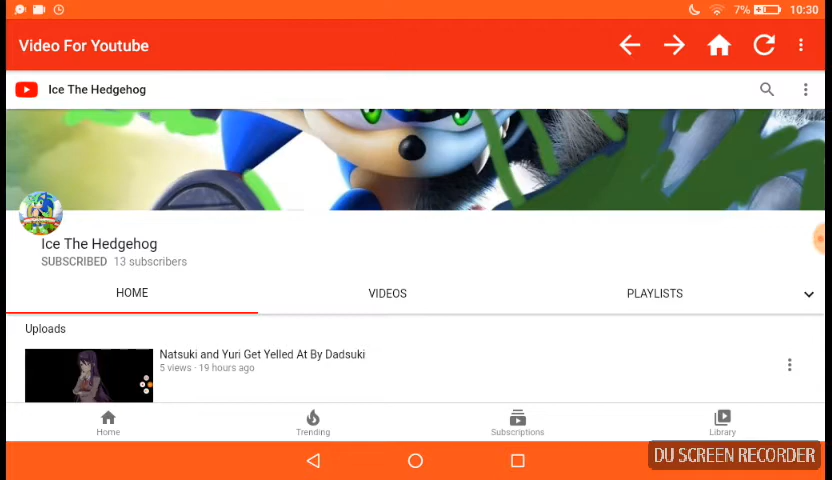 7% 10:30
Video For Youtube
Ice The Hedgehog
Ice The Hedgehog
SUBSCRIBED 13 subscribers
HOME VIDEOS PLAYLISTS
Uploads
Natsuki and Yuri Get Yelled At By Dadsuki
5 views · 19 hours ago
Home Trending Subscriptions Library
DU SCREEN RECORDER